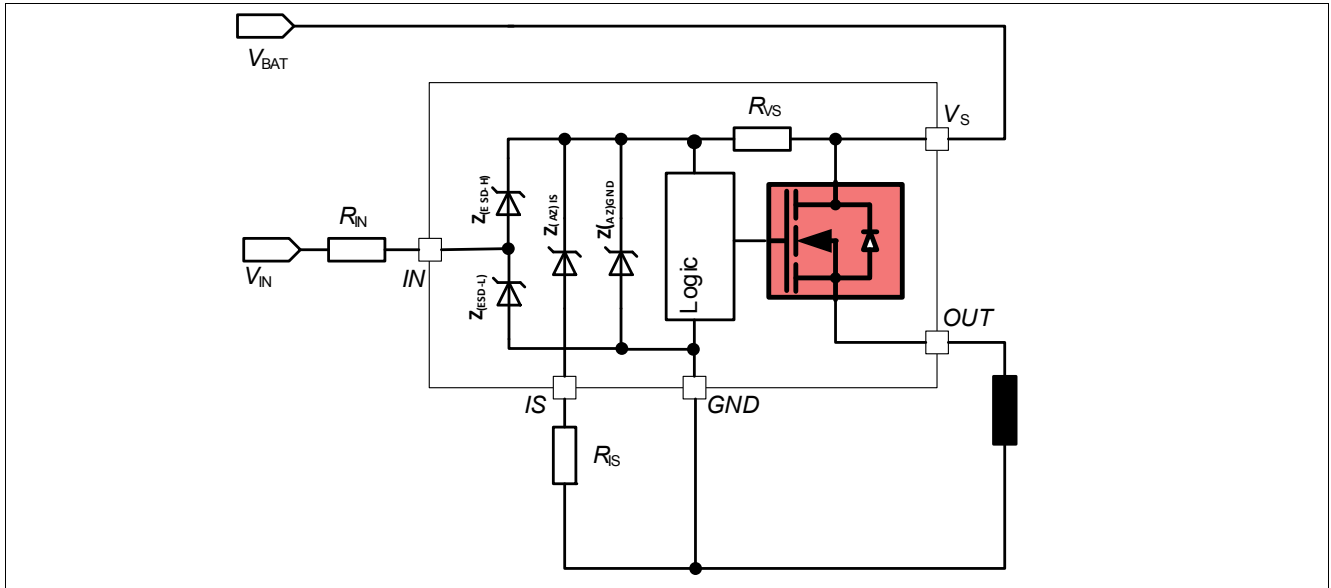 VBAT
VS
RVS
Z(ESD-H)
Z(AZ)IS
Z(AZ)GND
RIN
VIN
IN
Z(ESD-L)
Logic
OUT
IS
GND
RIS